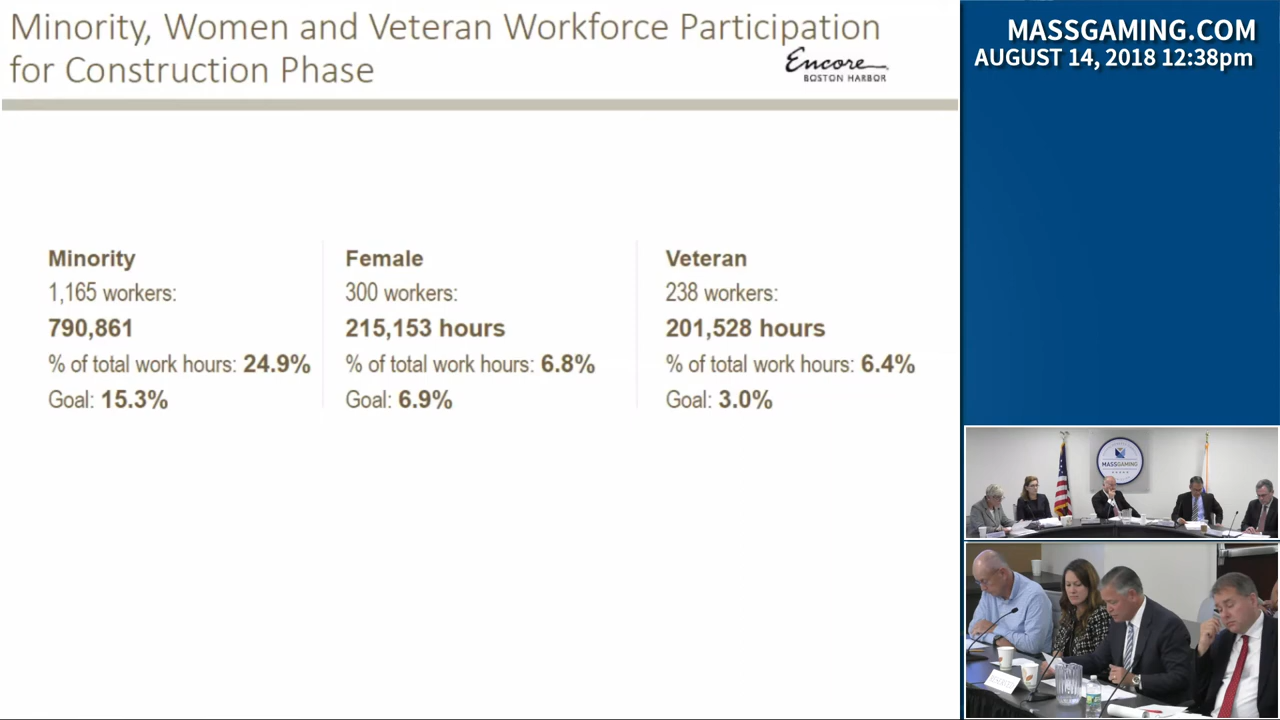 Minority, Women and Veteran Workforce Participation
for Construction Phase
Encore
BOSTON HARBOR
Minority
1,165 workers:
790,861
% of total work hours: 24.9%
Goal: 15.3%
Female
300 workers:
215,153 hours
% of total work hours: 6.8%
Goal: 6.9%
Veteran
238 workers:
201,528 hours
% of total work hours: 6.4%
Goal: 3.0%
MASSGAMING.COM
AUGUST 14, 2018 12:38pm
MASSGAMING